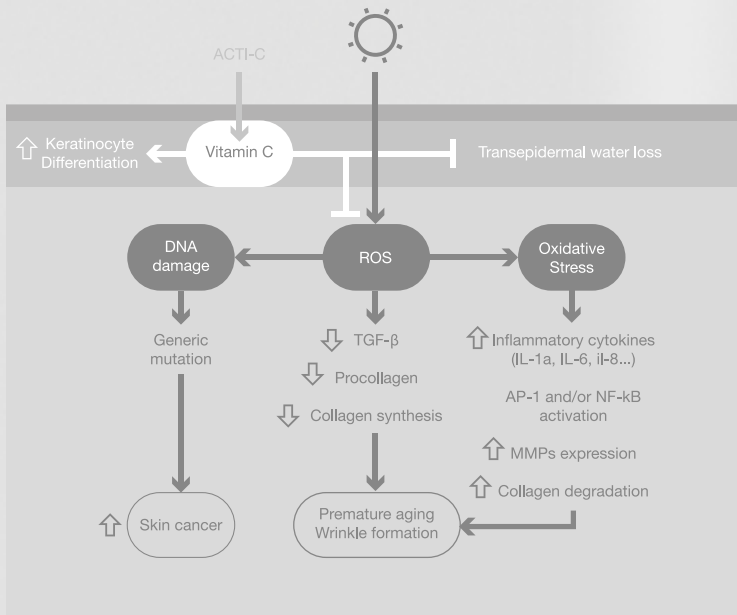 ACTI-C
Keratinocyte
Differentiation
Vitamin C
Transepidermal water loss
DNA
damage
ROS
Oxidative
Stress
Generic
mutation
TGF-β
Procollagen
Collagen synthesis
Inflammatory cytokines
(IL-1a, IL-6, il-8...)
AP-1 and/or NF-kB
activation
MMPs expression
Collagen degradation
Skin cancer
Premature aging
Wrinkle formation